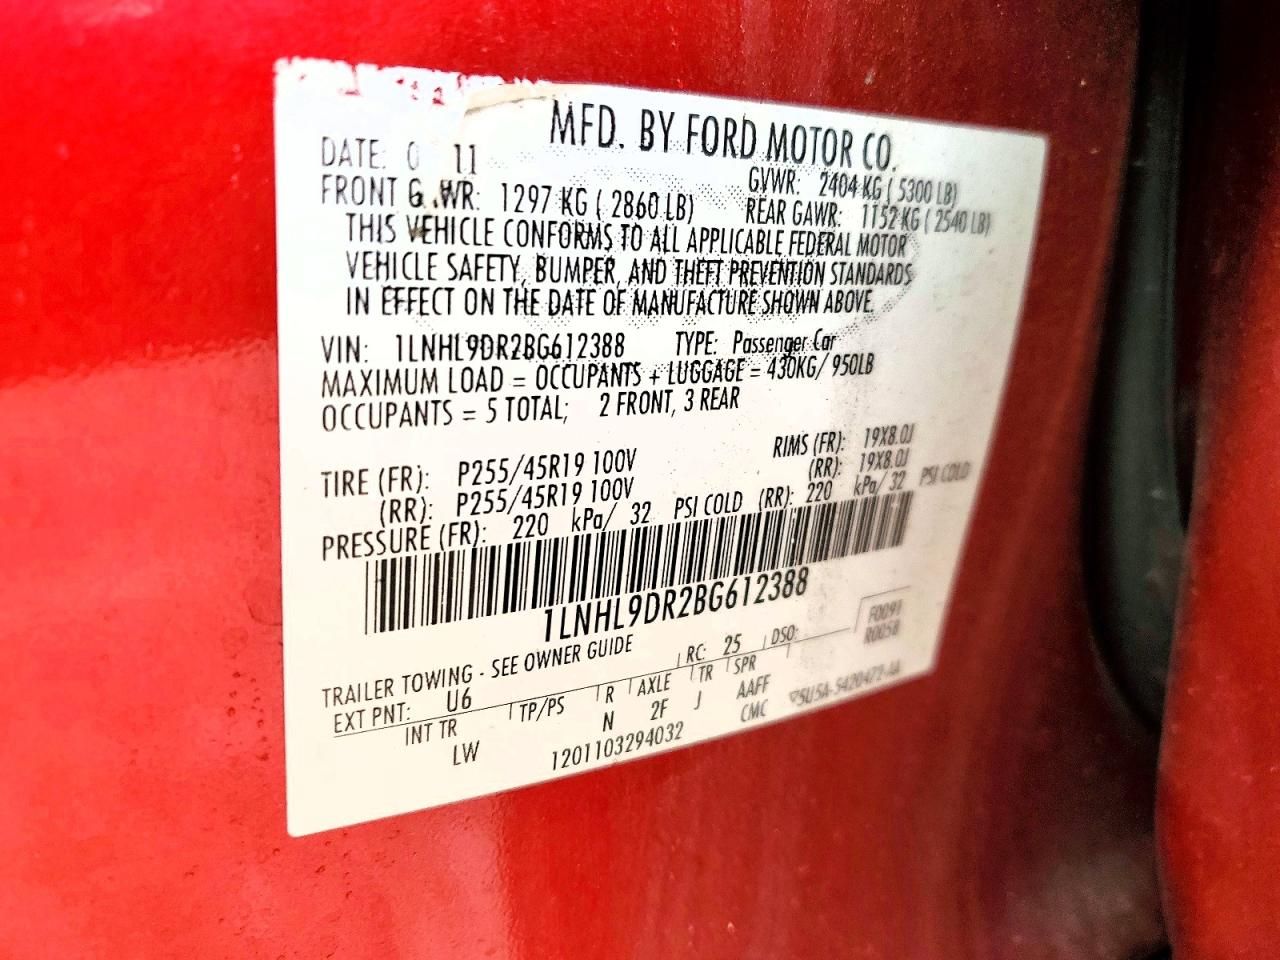 MFD. BY FORD MOTOR CO.
DATE: 0 11
GVWR: 2404 KG ( 5300 LB)
FRONT G WR: 1297 KG ( 2860 LB)
REAR GAWR: 1152 KG ( 2540 LB)
THIS VEHICLE CONFORMS TO ALL APPLICABLE FEDERAL MOTOR
VEHICLE SAFETY, BUMPER, AND THEFT PREVENTION STANDARDS
IN EFFECT ON THE DATE OF MANUFACTURE SHOWN ABOVE.
VIN: 1LNHL9DR2BG612388 TYPE: Passenger Car
MAXIMUM LOAD = OCCUPANTS + LUGGAGE = 430KG/ 950LB
OCCUPANTS = 5 TOTAL; 2 FRONT, 3 REAR
TIRE (FR): P255/45R19 100V RIMS (FR): 19X8.0J
(RR): P255/45R19 100V (RR): 19X8.0J
PRESSURE (FR): 220 kPa/ 32 PSI COLD (RR): 220 kPa/ 32 PSI COLD
1LNHL9DR2BG612388
F0091
R0058
TRAILER TOWING - SEE OWNER GUIDE
EXT PNT: U6 RC: 25 DSO:
INT TR TP/PS R AXLE TR SPR
LW N 2F J AAFF
1201103294032 CMC 5U5A-5420472-AA